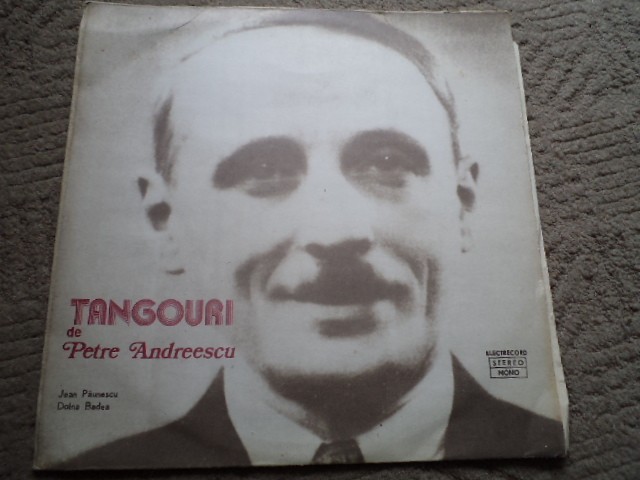 TANGOURI
de
Petre Andreescu
ELECTRECORD
STEREO
MONO
Jean Păunescu
Doina Badea